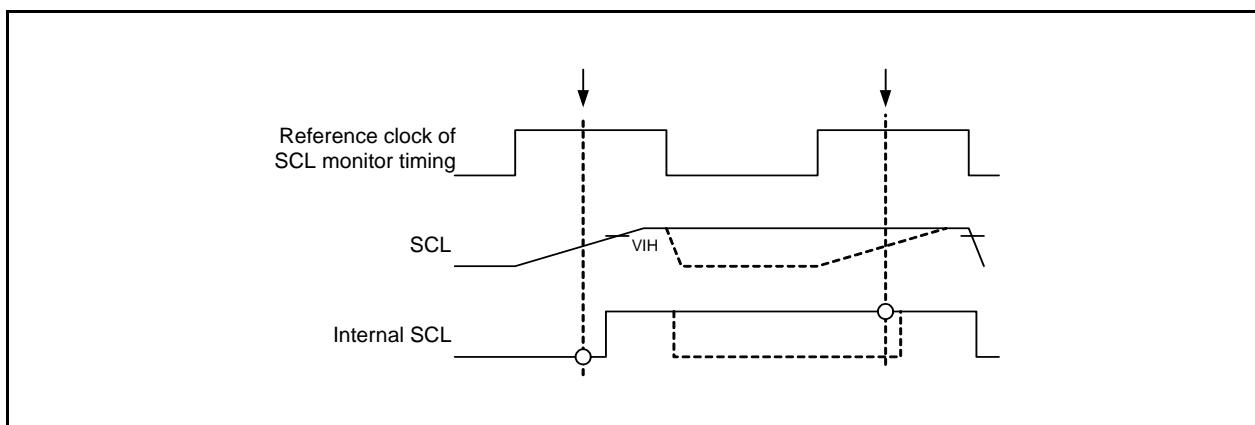 Reference clock of
SCL monitor timing
SCL
VIH
Internal SCL